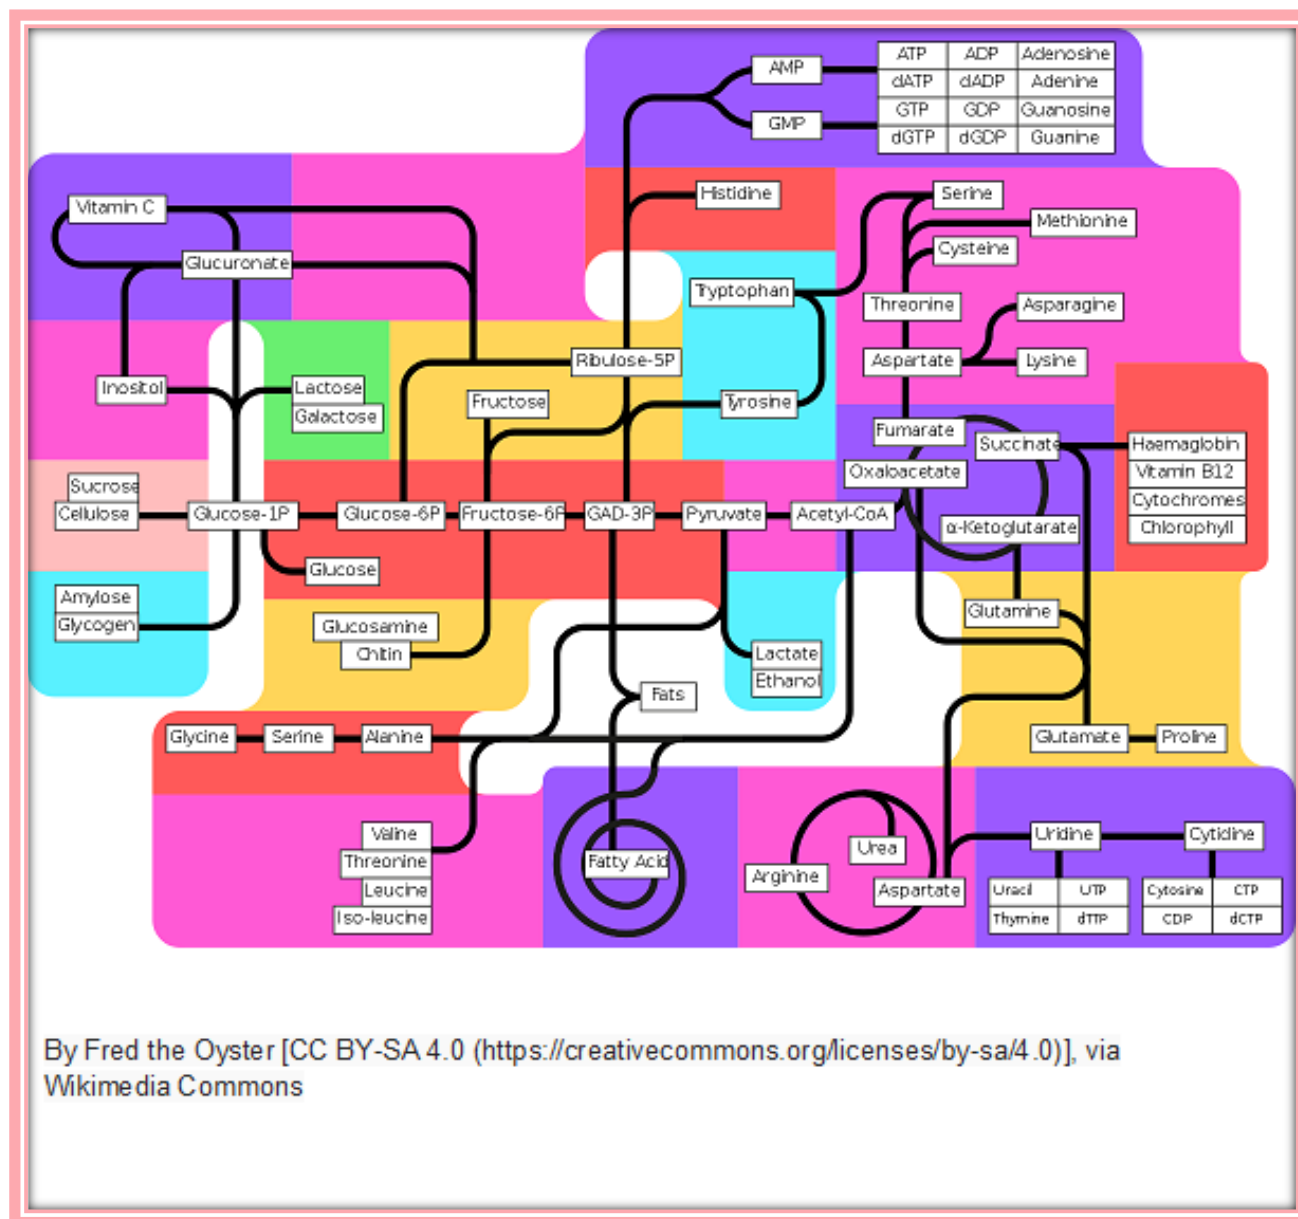 AMP
ATP ADP Adenosine
dATP dADP Adenine
GMP
GTP GDP Guanosine
dGTP dGDP Guanine
Vitamin C
Histidine
Serine
Methionine
Glucuronate
Cysteine
Tryptophan
Threonine
Asparagine
Ribulose-5P
Aspartate
Lysine
Inositol
Lactose
Galactose
Fructose
Tyrosine
Fumarate
Succinate
Haemaglobin
Vitamin B12
Cytochromes
Chlorophyll
Oxaloacetate
Sucrose
Cellulose
Glucose-1P
Glucose-6P
Fructose-6P
GAD-3P
Pyruvate
Acetyl-CoA
α-Ketoglutarate
Glucose
Amylose
Glycogen
Glucosamine
Chitin
Glutamine
Lactate
Ethanol
Fats
Glycine
Serine
Alanine
Glutamate
Proline
Valine
Threonine
Leucine
Iso-leucine
Fatty Acid
Urea
Arginine
Aspartate
Uridine
Cytidine
Uracil UTP
Thymine dTTP
Cytosine CTP
CDP dCTP
By Fred the Oyster [CC BY-SA 4.0 (https://creativecommons.org/licenses/by-sa/4.0)], via
Wikimedia Commons